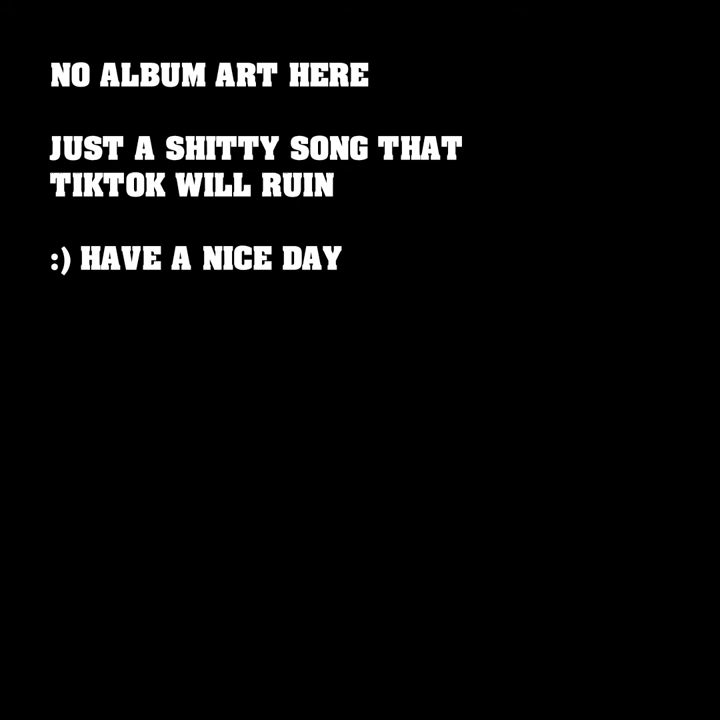 NO ALBUM ART HERE
JUST A SHITTY SONG THAT
TIKTOK WILL RUIN
:) HAVE A NICE DAY